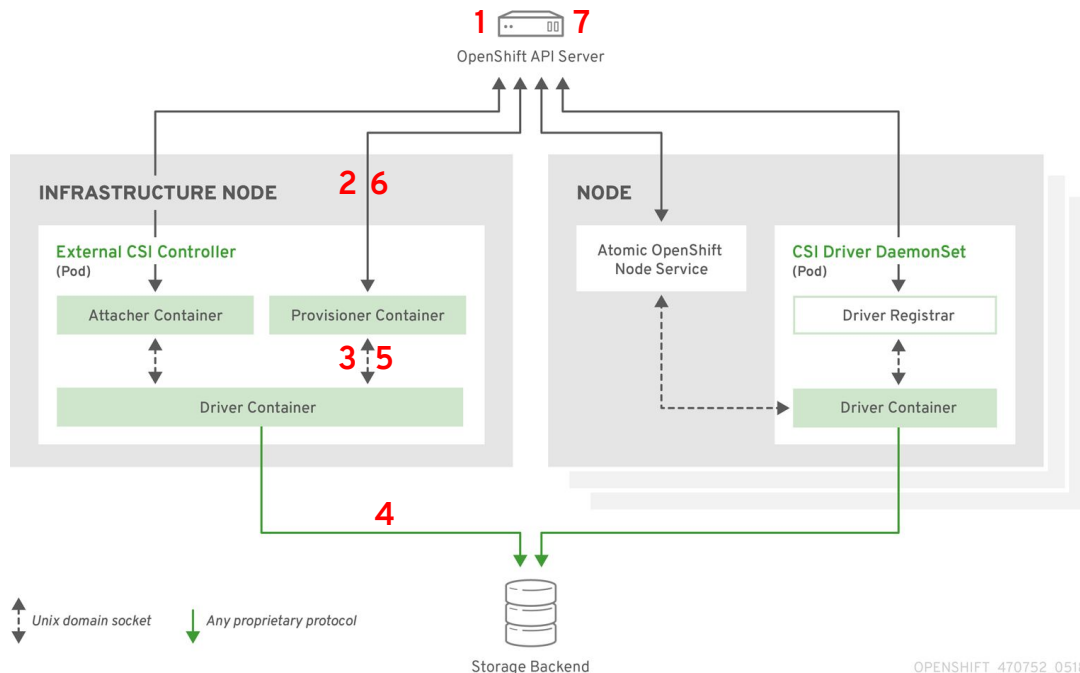 1
7
OpenShift API Server
INFRASTRUCTURE NODE
2 6
External CSI Controller
(Pod)
Attacher Container
Provisioner Container
3 5
Driver Container
NODE
Atomic OpenShift
Node Service
CSI Driver DaemonSet
(Pod)
Driver Registrar
Driver Container
4
Unix domain socket
Any proprietary protocol
Storage Backend
OPENSHIFT_470752_0518